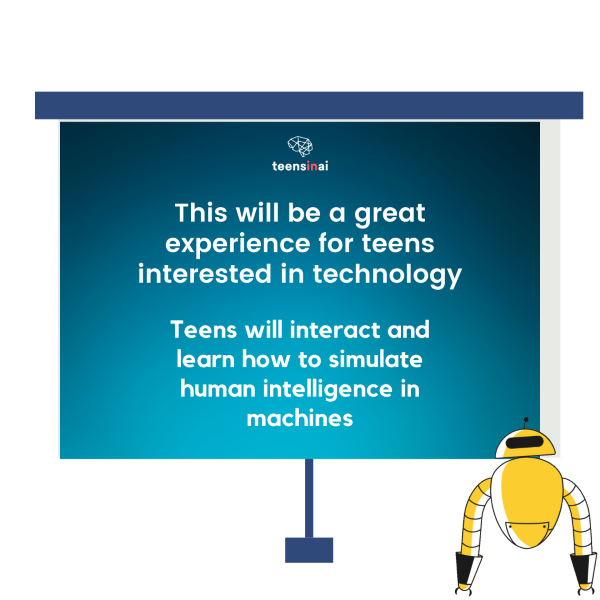 teensinai
This will be a great
experience for teens
interested in technology
Teens will interact and
learn how to simulate
human intelligence in
machines